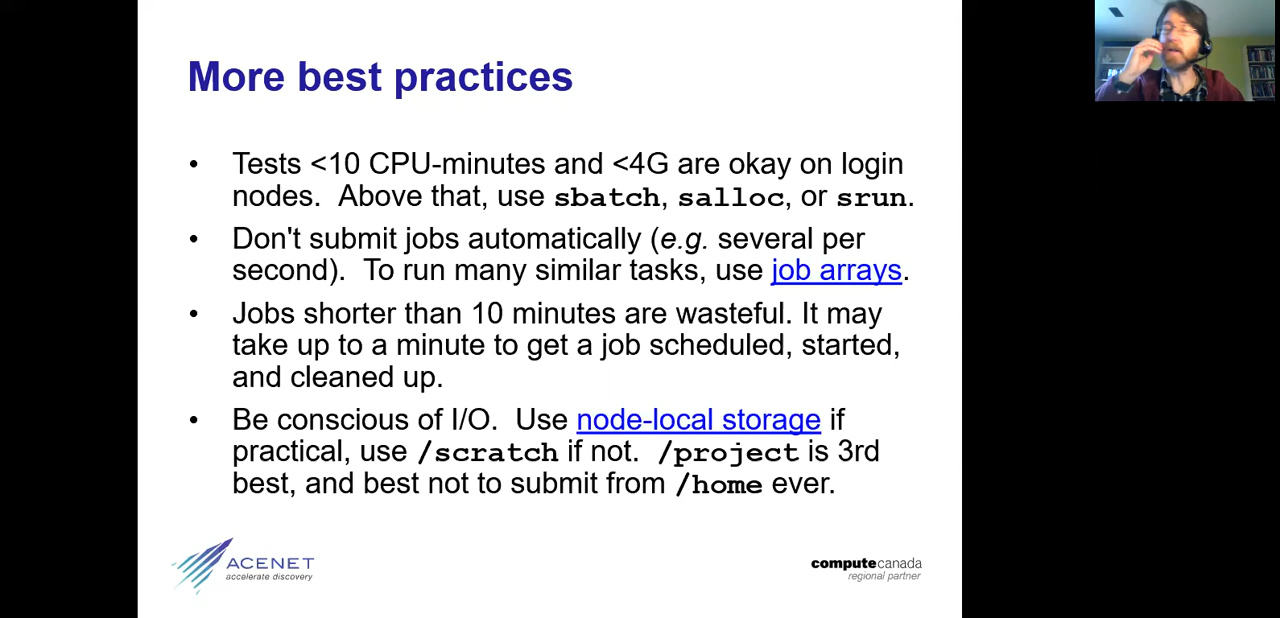 More best practices
• Tests <10 CPU-minutes and <4G are okay on login
nodes.  Above that, use sbatch, salloc, or srun.
• Don't submit jobs automatically (e.g. several per
second).  To run many similar tasks, use job arrays.
• Jobs shorter than 10 minutes are wasteful. It may
take up to a minute to get a job scheduled, started,
and cleaned up.
• Be conscious of I/O.  Use node-local storage if
practical, use /scratch if not.  /project is 3rd
best, and best not to submit from /home ever.
ACENET
accelerate discovery
computecanada
regional partner